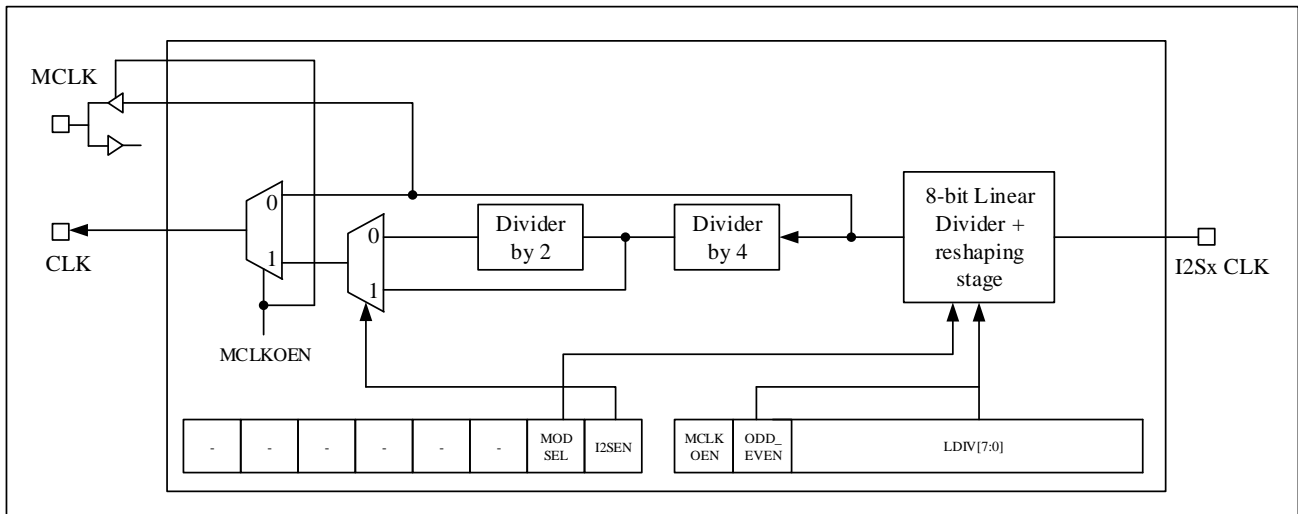 MCLK
CLK
MCLKOEN
0
1
0
1
Divider
by 2
Divider
by 4
8-bit Linear
Divider +
reshaping
stage
I2Sx CLK
-
-
-
-
-
-
MOD
SEL
I2SEN
MCLK
OEN
ODD_
EVEN
LDIV[7:0]